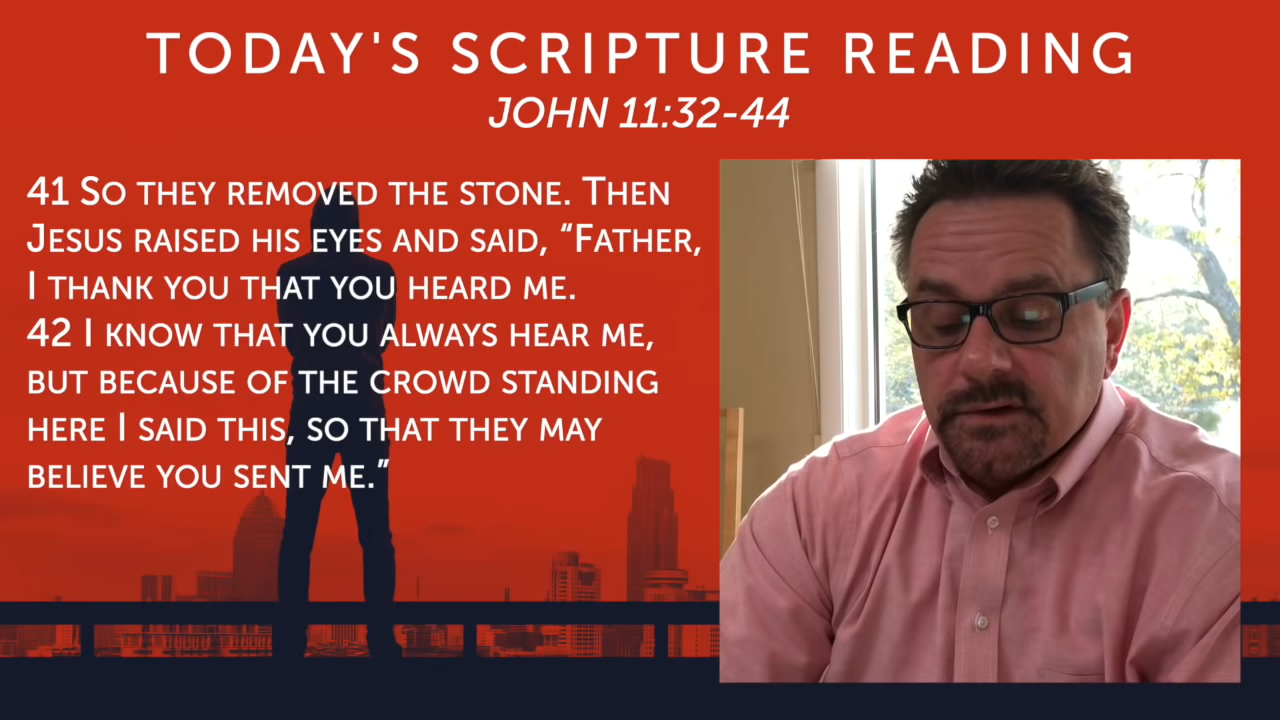 TODAY'S SCRIPTURE READING
JOHN 11:32-44
41 SO THEY REMOVED THE STONE. THEN
JESUS RAISED HIS EYES AND SAID, “FATHER,
I THANK YOU THAT YOU HEARD ME.
42 I KNOW THAT YOU ALWAYS HEAR ME,
BUT BECAUSE OF THE CROWD STANDING
HERE I SAID THIS, SO THAT THEY MAY
BELIEVE YOU SENT ME.”